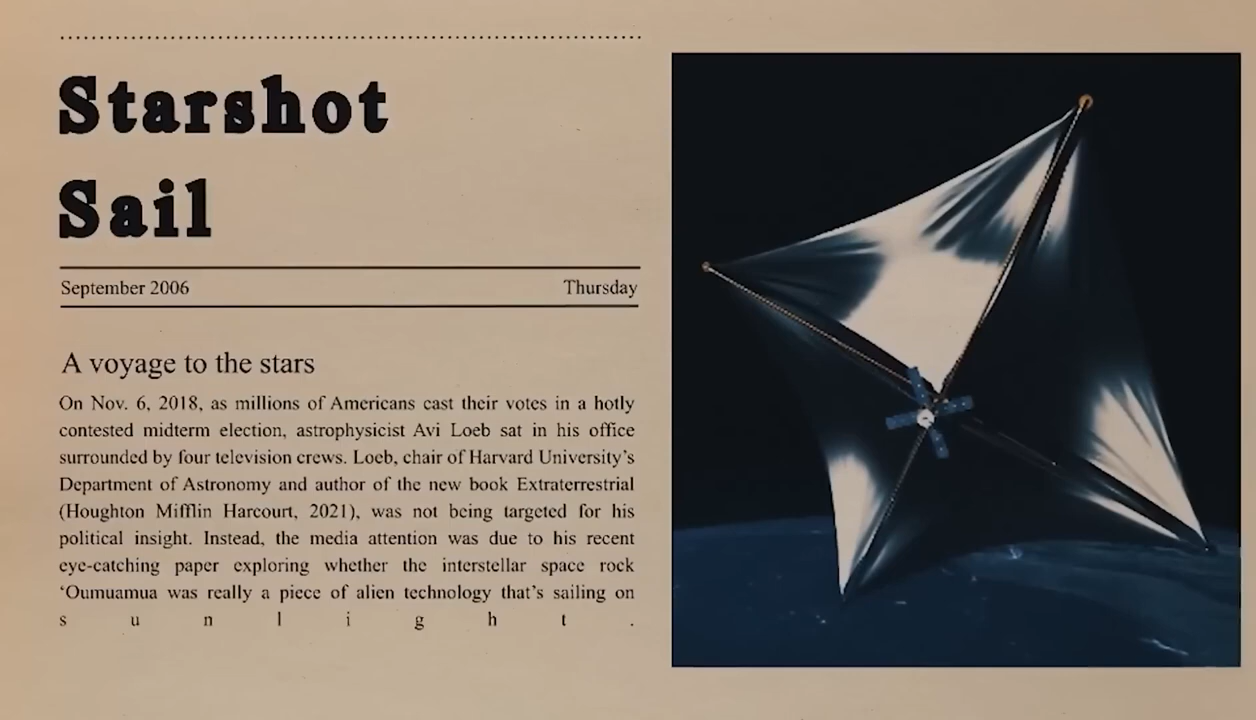 Starshot
Sail
September 2006 Thursday
A voyage to the stars
On Nov. 6, 2018, as millions of Americans cast their votes in a hotly
contested midterm election, astrophysicist Avi Loeb sat in his office
surrounded by four television crews. Loeb, chair of Harvard University's
Department of Astronomy and author of the new book Extraterrestrial
(Houghton Mifflin Harcourt, 2021), was not being targeted for his
political insight. Instead, the media attention was due to his recent
eye-catching paper exploring whether the interstellar space rock
‘Oumuamua was really a piece of alien technology that's sailing on
s u n l i g h t .